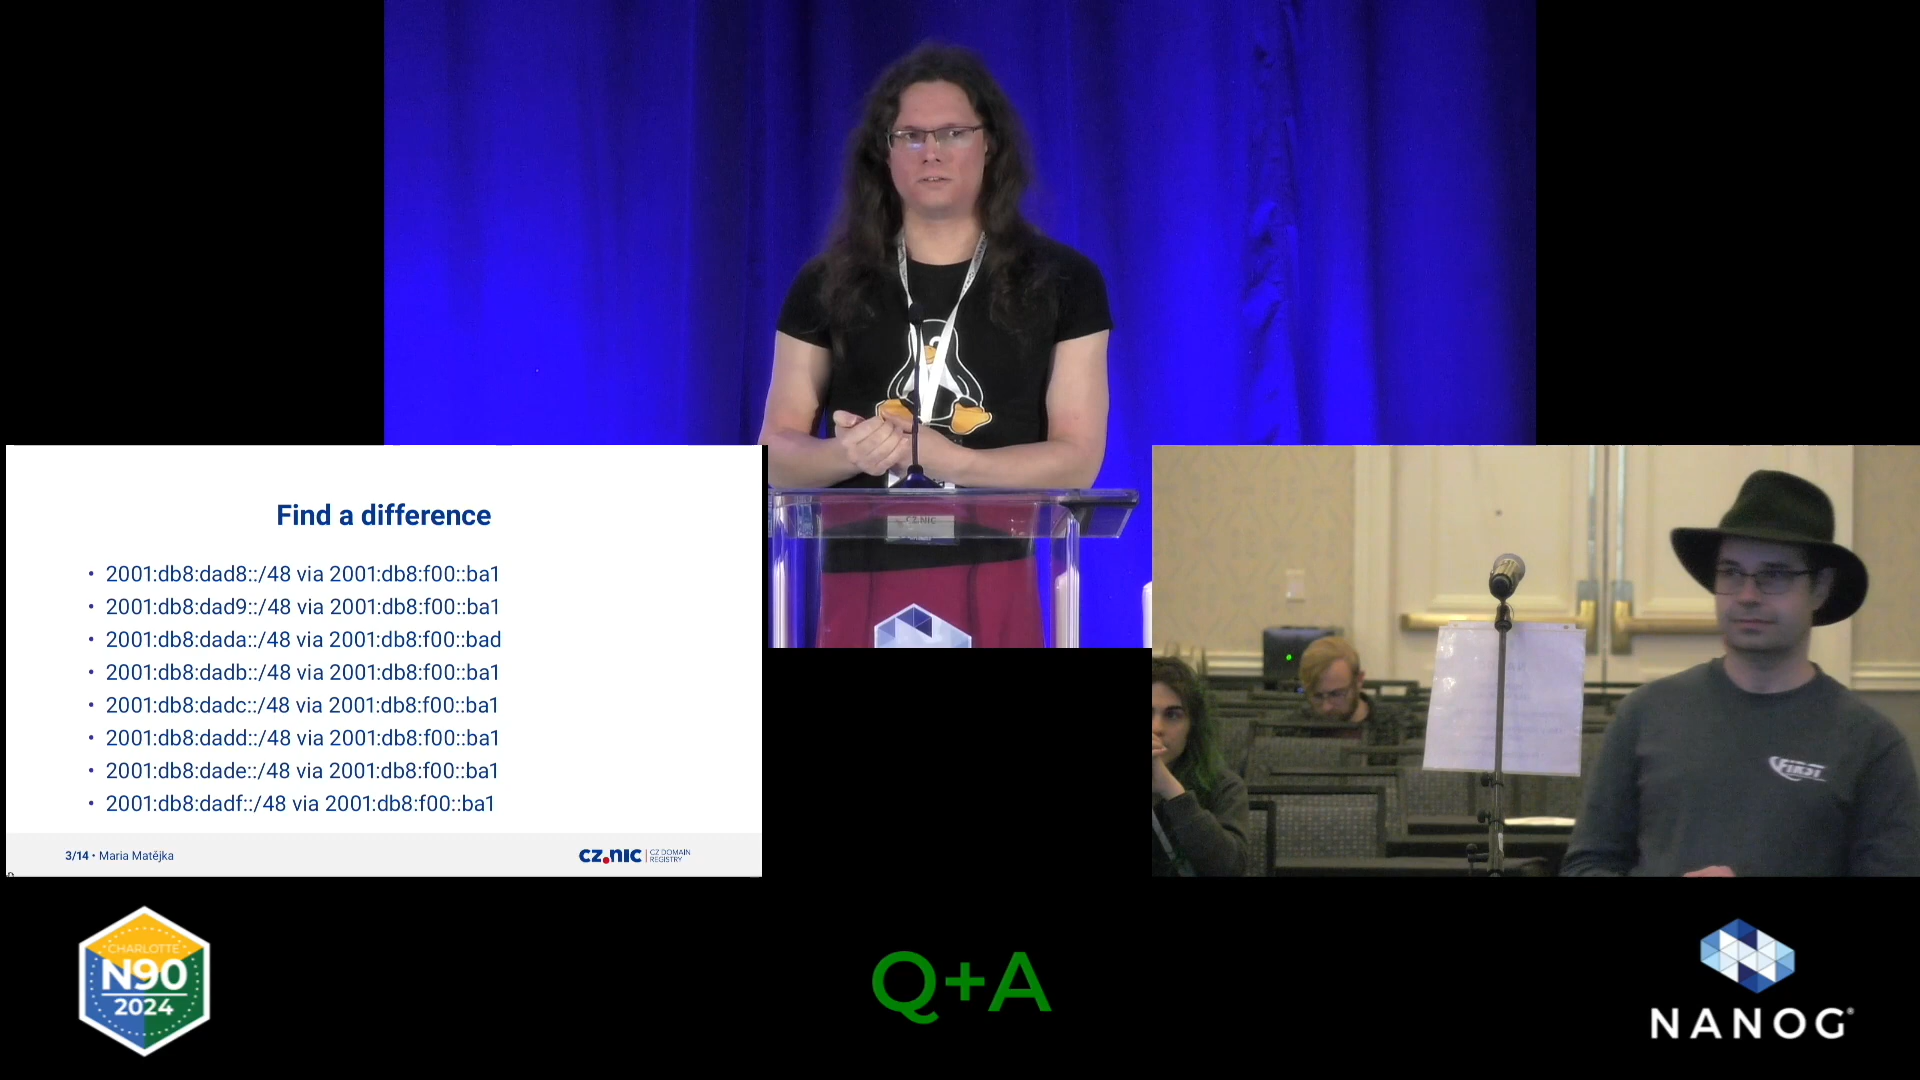 Find a difference
• 2001:db8:dad8::/48 via 2001:db8:f00::ba1
• 2001:db8:dad9::/48 via 2001:db8:f00::ba1
• 2001:db8:dada::/48 via 2001:db8:f00::bad
• 2001:db8:dadb::/48 via 2001:db8:f00::ba1
• 2001:db8:dadc::/48 via 2001:db8:f00::ba1
• 2001:db8:dadd::/48 via 2001:db8:f00::ba1
• 2001:db8:dade::/48 via 2001:db8:f00::ba1
• 2001:db8:dadf::/48 via 2001:db8:f00::ba1
3/14 • Maria Matějka
CZ.NIC | CZ DOMAIN
REGISTRY
CZ.NIC
FIRST
CHARLOTTE
N90
2024
Q+A
NANOG®